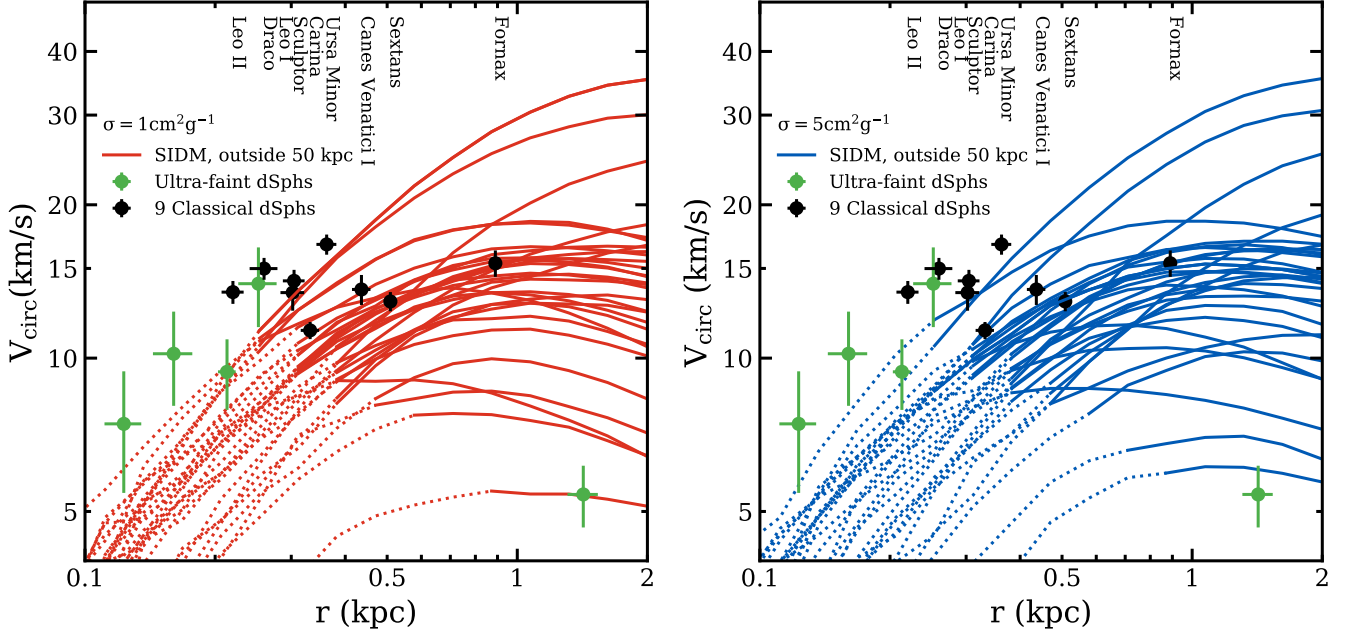 Leo II
Draco
Leo I
Sculptor
Carina
Ursa Minor
Canes Venatici I
Sextans
Fornax
σ = 1cm²g⁻¹
SIDM, outside 50 kpc
Ultra-faint dSphs
9 Classical dSphs
40
30
20
15
10
5
V_circ(km/s)
0.1
0.5
1
2
r (kpc)
Leo II
Draco
Leo I
Sculptor
Carina
Ursa Minor
Canes Venatici I
Sextans
Fornax
σ = 5cm²g⁻¹
SIDM, outside 50 kpc
Ultra-faint dSphs
9 Classical dSphs
40
30
20
15
10
5
V_circ (km/s)
0.1
0.5
1
2
r (kpc)